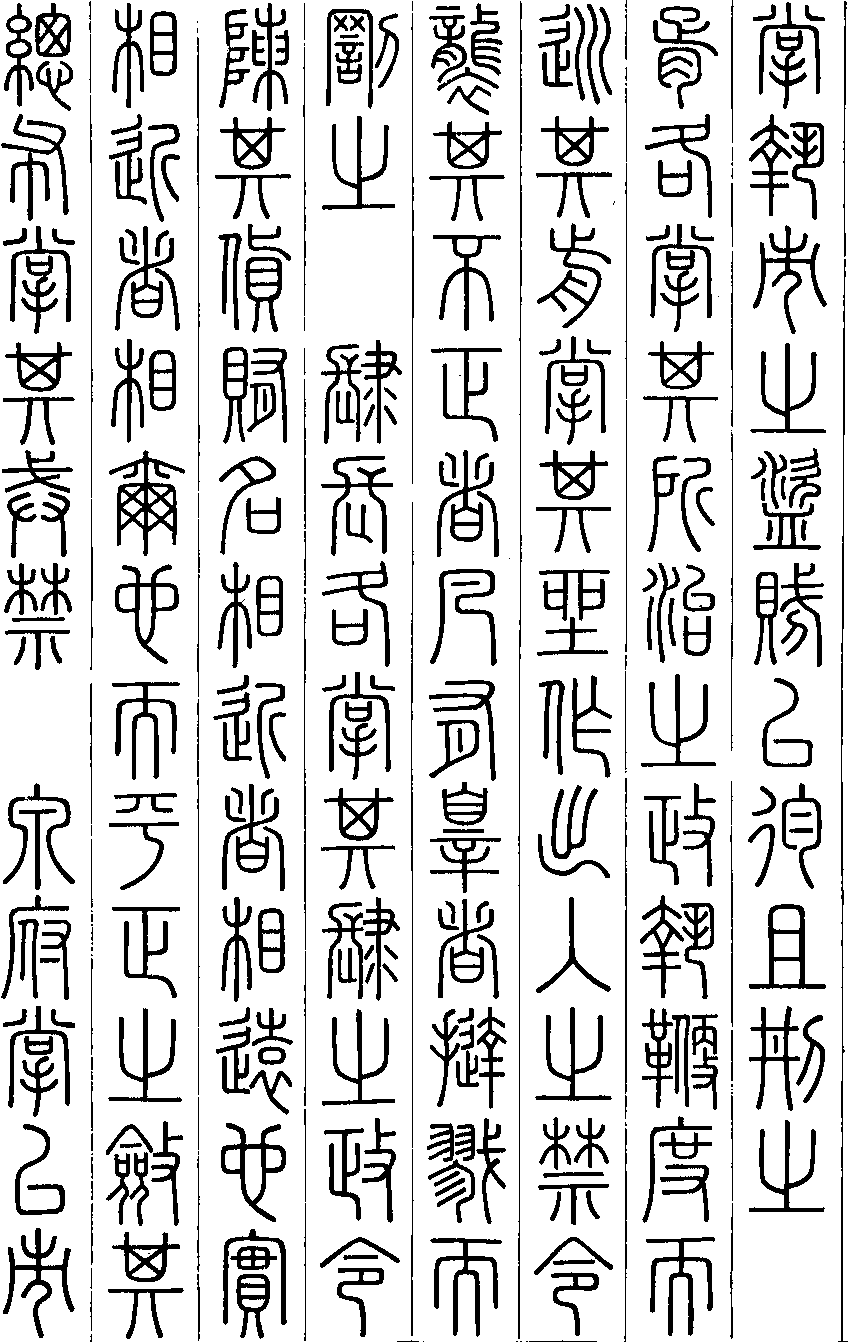 掌執市之盜賊以徇且刑之
胥各掌其所治之政執鞭度而
巡其前掌其坐作出入之禁令
襲其不正者凡有辠者撻戮而
罰之　肆長各掌其肆之政令
陳其貨賄名相近者相遠也實
相近者相爾也而平正之斂其
總布掌其戒禁　泉府掌以市